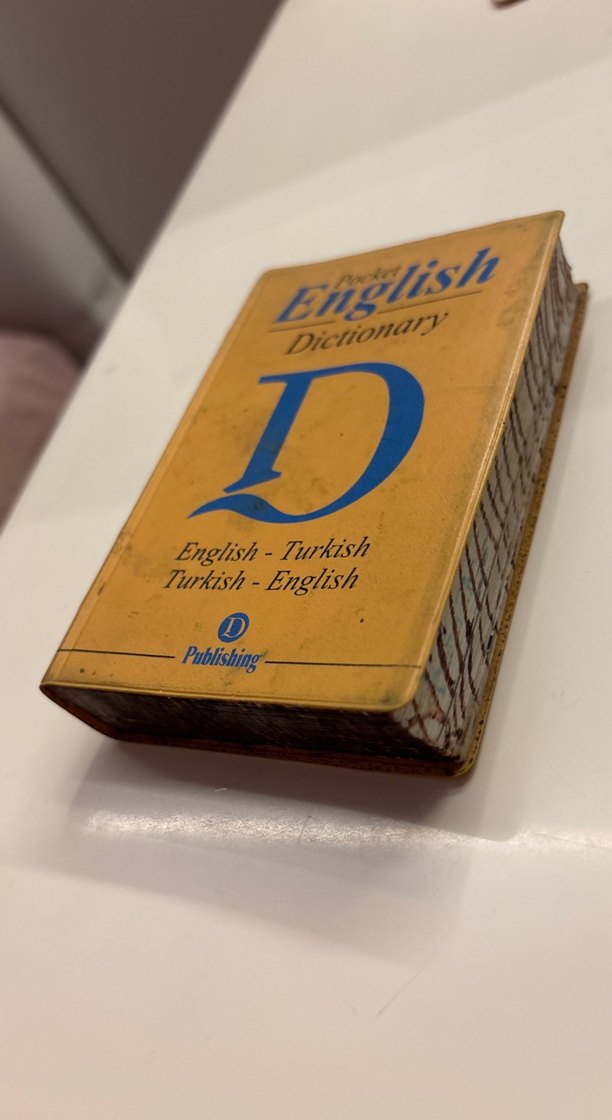 Pocket
English
Dictionary
D
English - Turkish
Turkish - English
D
Publishing